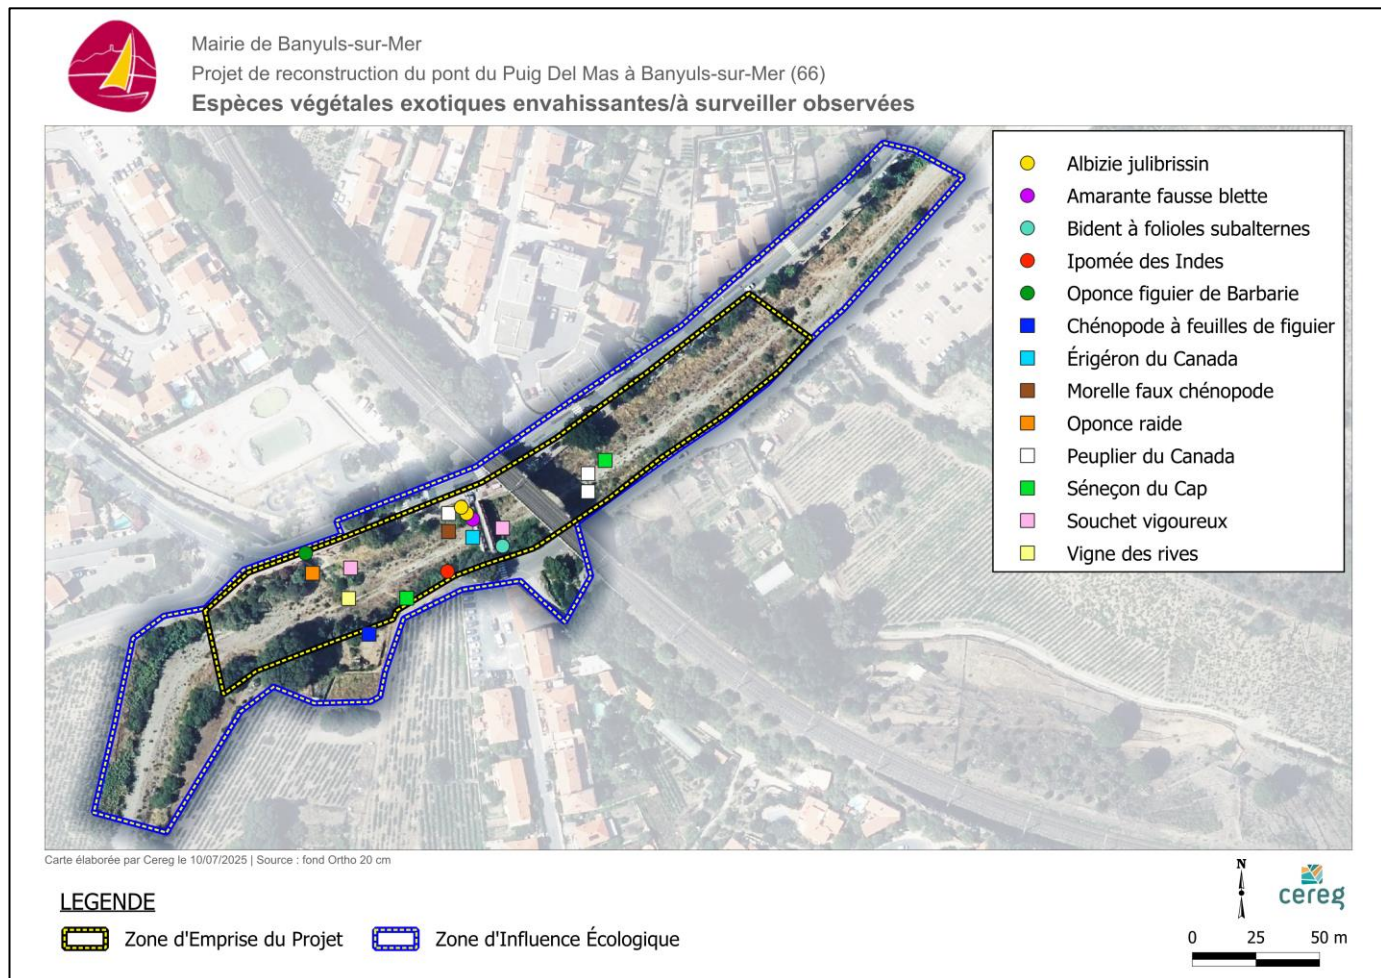 Mairie de Banyuls-sur-Mer
Projet de reconstruction du pont du Puig Del Mas à Banyuls-sur-Mer (66)
Espèces végétales exotiques envahissantes/à surveiller observées
Albizie julibrissin
Amarante fausse blette
Bident à folioles subalternes
Ipomée des Indes
Oponce figuier de Barbarie
Chénopode à feuilles de figuier
Érigéron du Canada
Morelle faux chénopode
Oponce raide
Peuplier du Canada
Séneçon du Cap
Souchet vigoureux
Vigne des rives
Carte élaborée par Cereg le 10/07/2025 | Source : fond Ortho 20 cm
LEGENDE
Zone d'Emprise du Projet
Zone d'Influence Écologique
N
cereg
0 25 50 m